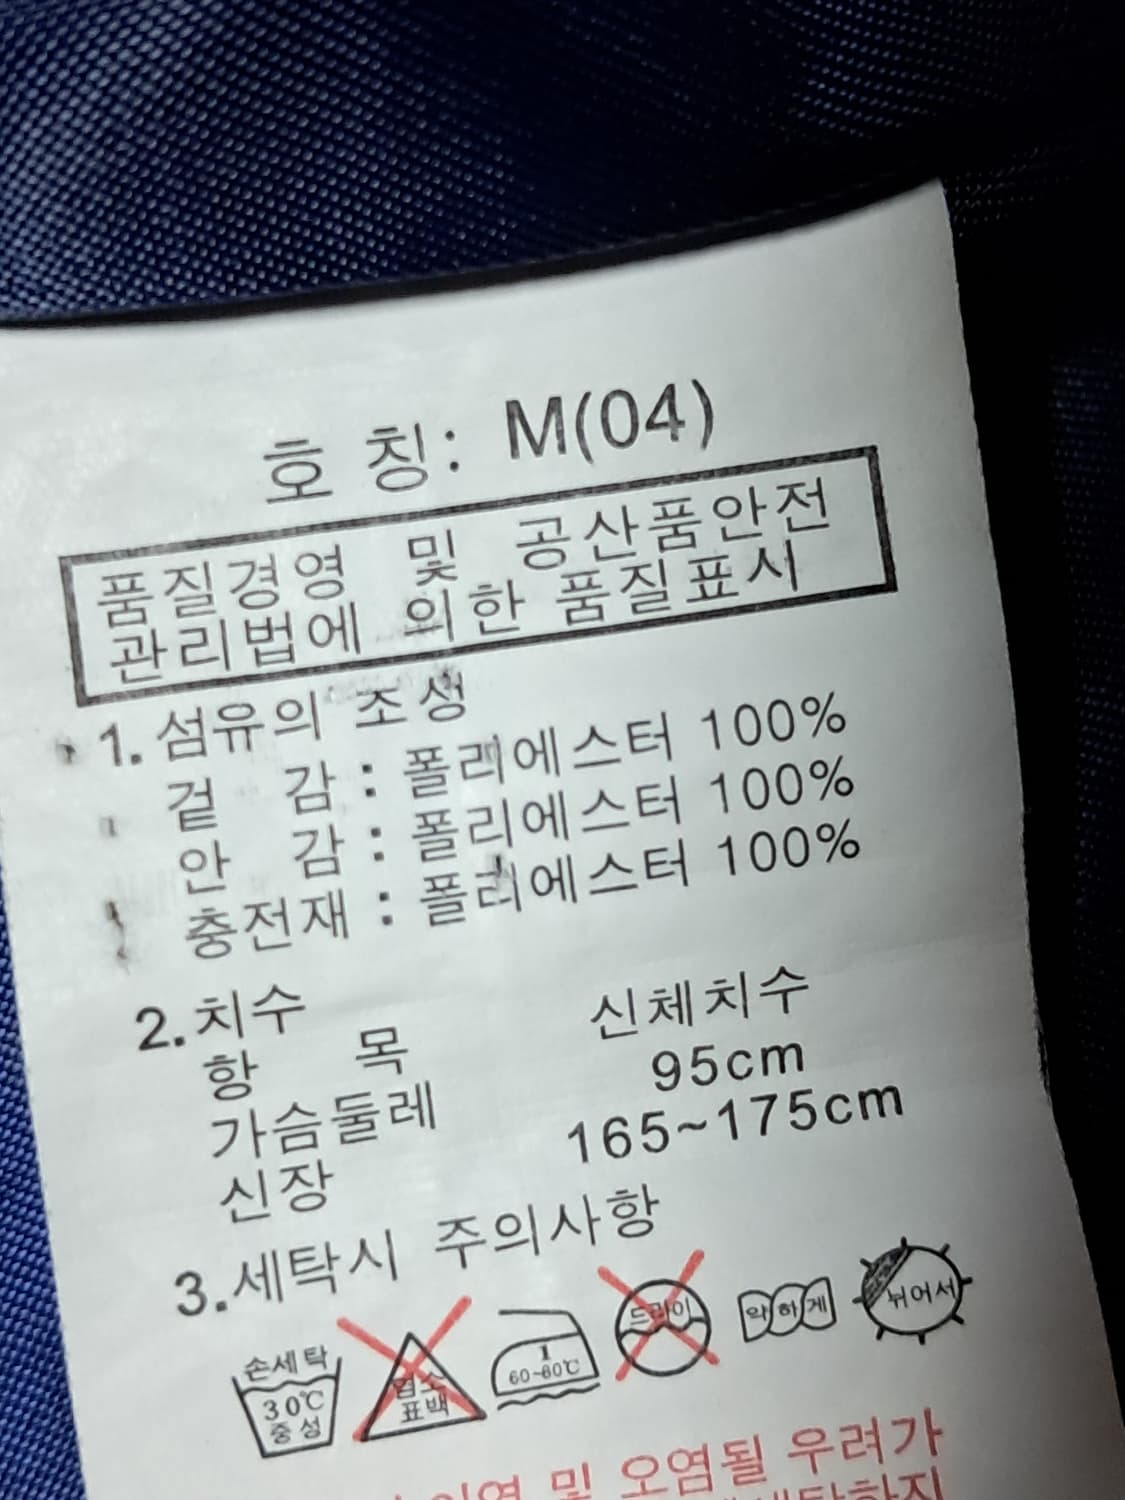 호 칭: M(04)
품질경영 및 공산품안전
관리법에 의한 품질표시
1. 섬유의 조성
겉 감 : 폴리에스터 100%
안 감 : 폴리에스터 100%
충전재 : 폴리에스터 100%
2. 치수
항 목 신체치수
가슴둘레 95cm
신장 165~175cm
3. 세탁시 주의사항
손세탁
30℃
중성
염소
표백
1
60~80℃
드라이
약하게
뉘어서
및 오염될 우려가